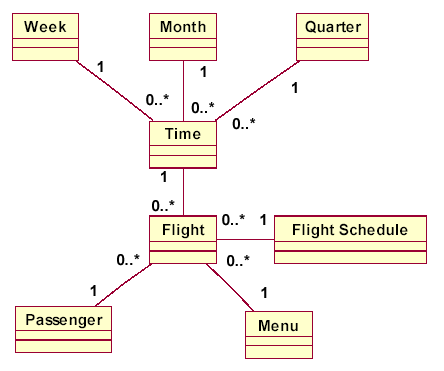 Week
Month
Quarter
1
1
1
0..*
0..*
0..*
Time
1
0..*
Flight
0..*
1
Flight Schedule
0..*
0..*
1
1
Passenger
Menu